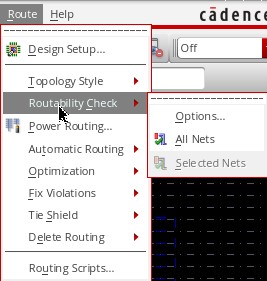 Route Help
cādence
Off
Design Setup...
Topology Style
Routability Check
Power Routing...
Automatic Routing
Optimization
Fix Violations
Tie Shield
Delete Routing
Routing Scripts...
Options...
All Nets
Selected Nets